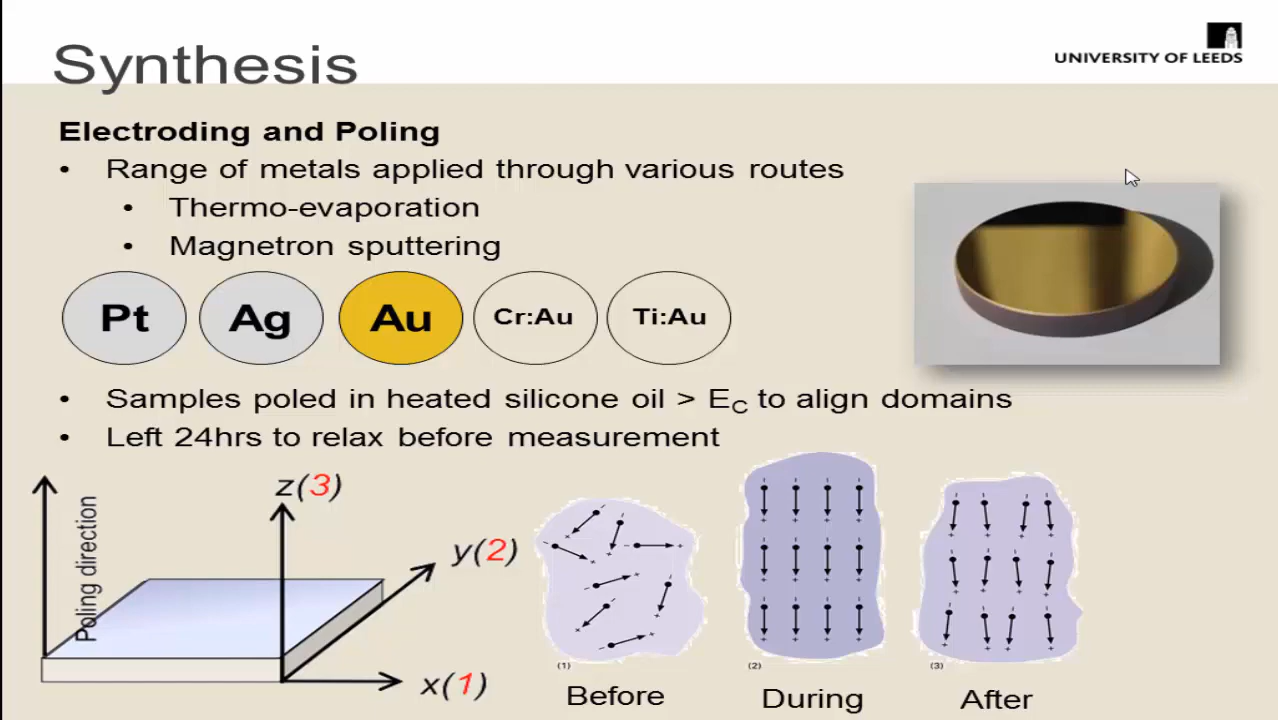 Synthesis
UNIVERSITY OF LEEDS
Electroding and Poling
• Range of metals applied through various routes
• Thermo-evaporation
• Magnetron sputtering
Pt Ag Au Cr:Au Ti:Au
• Samples poled in heated silicone oil > EC to align domains
• Left 24hrs to relax before measurement
Poling direction
z(3)
y(2)
x(1)
(1) (2) (3)
Before During After